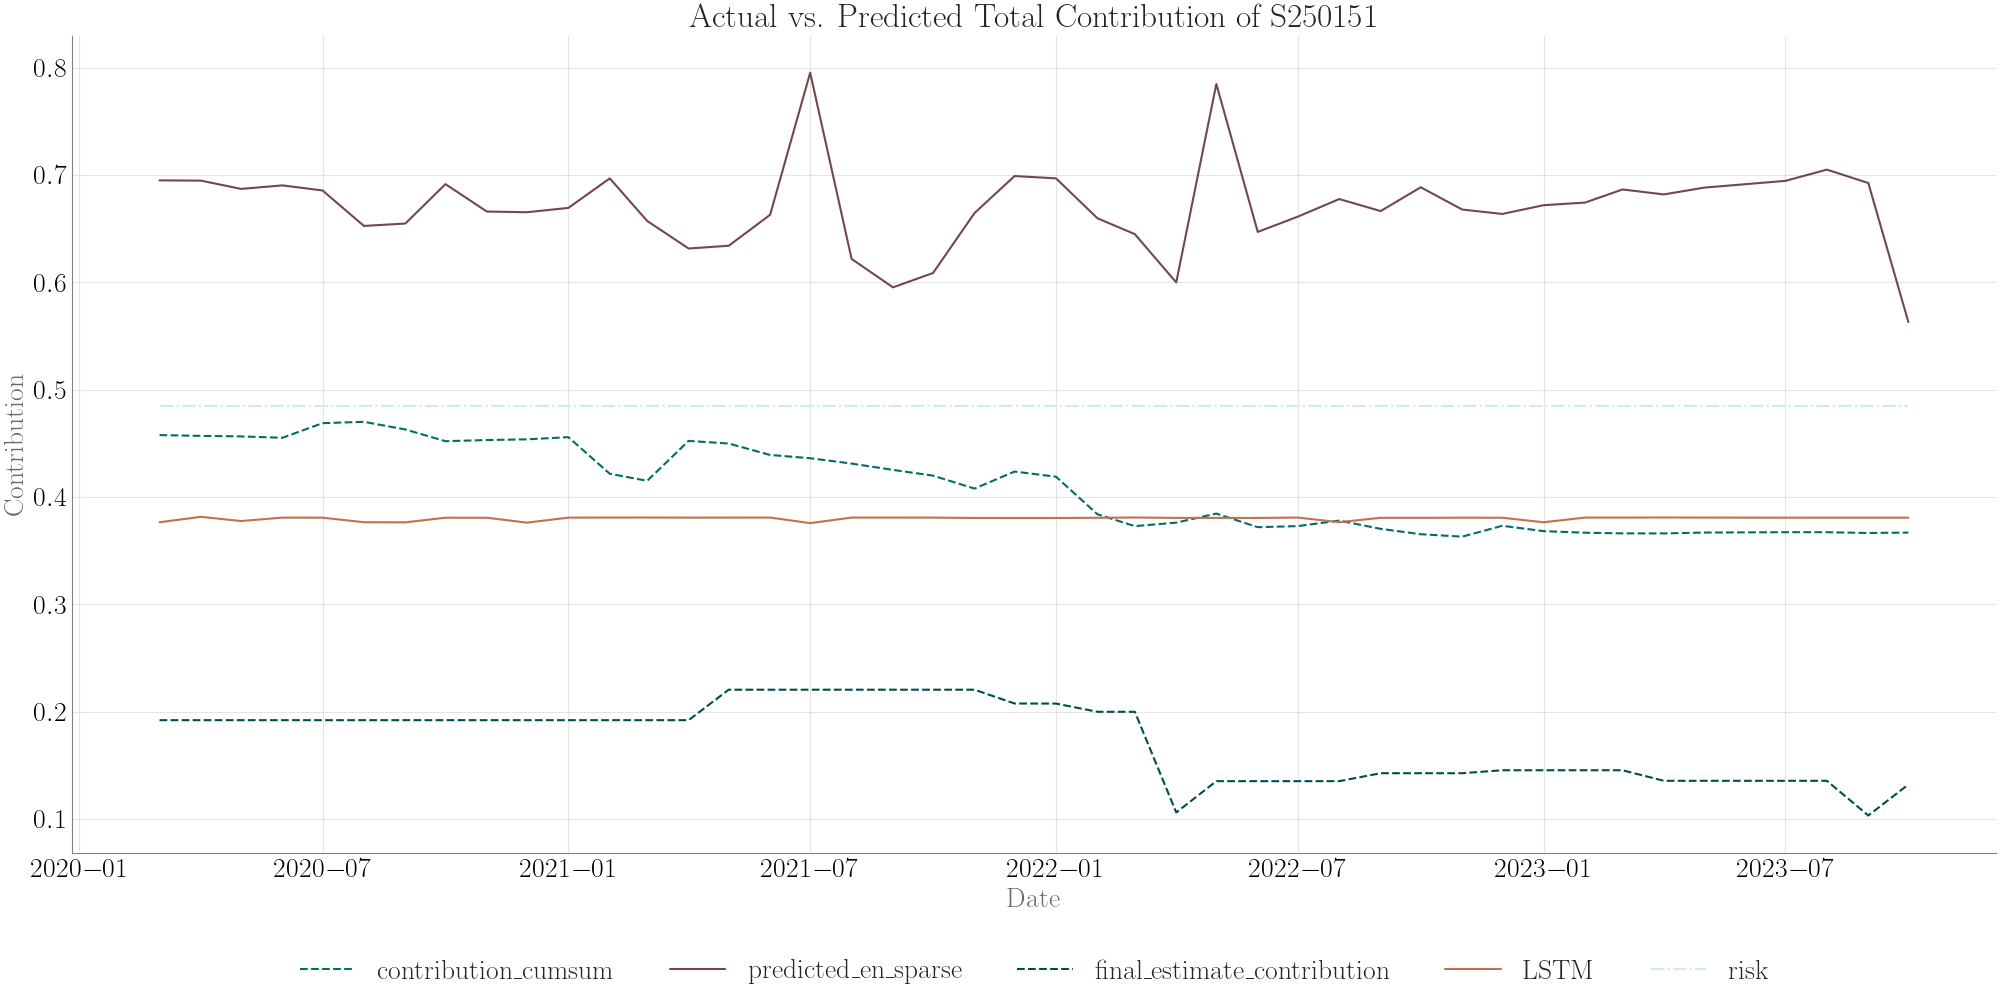 Actual vs. Predicted Total Contribution of S250151
0.8
0.7
0.6
0.5
0.4
0.3
0.2
0.1
Contribution
2020−01 2020−07 2021−01 2021−07 2022−01 2022−07 2023−01 2023−07
Date
contribution_cumsum predicted_en_sparse final_estimate_contribution LSTM risk